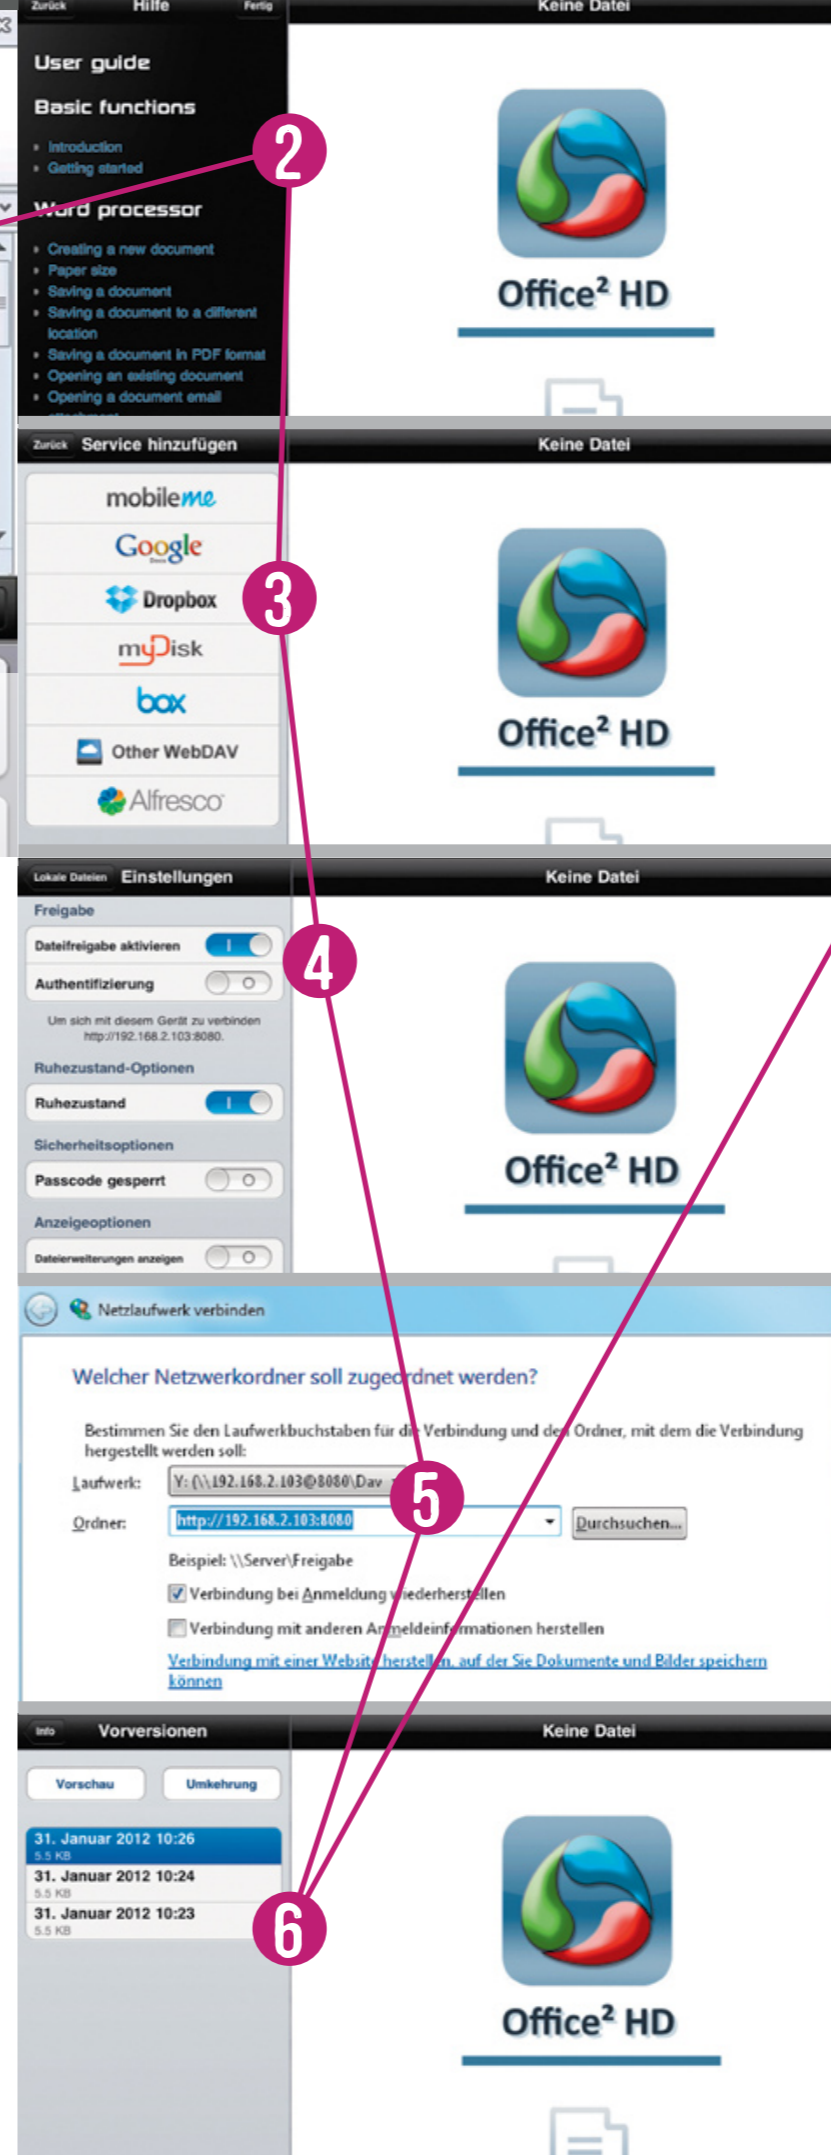 Zurück Hilfe Fertig Keine Datei
User guide
Basic functions
Introduction
Getting started
2
Word processor
Creating a new document
Paper size
Saving a document
Saving a document to a different
location
Saving a document in PDF format
Opening an existing document
Opening a document email
attachment
Office² HD
Zurück Service hinzufügen Keine Datei
mobileme
Google
Docs
Dropbox
3
myDisk
box
Other WebDAV
Alfresco
Office² HD
Lokale Dateien Einstellungen Keine Datei
Freigabe
Dateifreigabe aktivieren
Authentifizierung
4
Um sich mit diesem Gerät zu verbinden
http://192.168.2.103:8080.
Ruhezustand-Optionen
Ruhezustand
Sicherheitsoptionen
Passcode gesperrt
Anzeigeoptionen
Dateierweiterungen anzeigen
Office² HD
Netzlaufwerk verbinden
Welcher Netzwerkordner soll zugeordnet werden?
Bestimmen Sie den Laufwerkbuchstaben für die Verbindung und den Ordner, mit dem die Verbindung
hergestellt werden soll:
Laufwerk: Y: (\\192.168.2.103@8080\Dav
5
Ordner: http://192.168.2.103:8080 Durchsuchen...
Beispiel: \\Server\Freigabe
Verbindung bei Anmeldung wiederherstellen
Verbindung mit anderen Anmeldeinformationen herstellen
Verbindung mit einer Website herstellen, auf der Sie Dokumente und Bilder speichern
können
Info Vorversionen Keine Datei
Vorschau Umkehrung
31. Januar 2012 10:26
5.5 KB
31. Januar 2012 10:24
5.5 KB
31. Januar 2012 10:23
5.5 KB
6
Office² HD